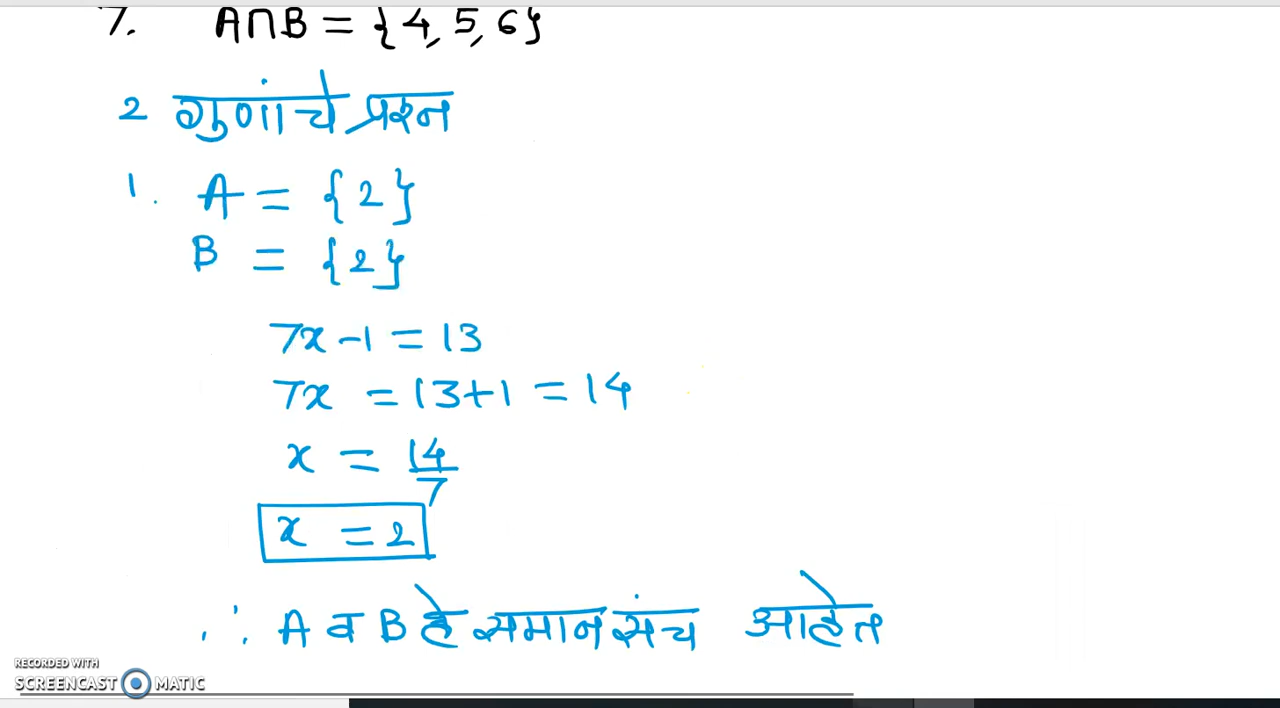 7. A∩B = {4, 5, 6}
2 गुणांचे प्रश्न
1. A = {2}
B = {2}
7x - 1 = 13
7x = 13 + 1 = 14
x = 14/7
x = 2
∴ A व B हे समान संच आहेत
RECORDED WITH
SCREENCAST O MATIC